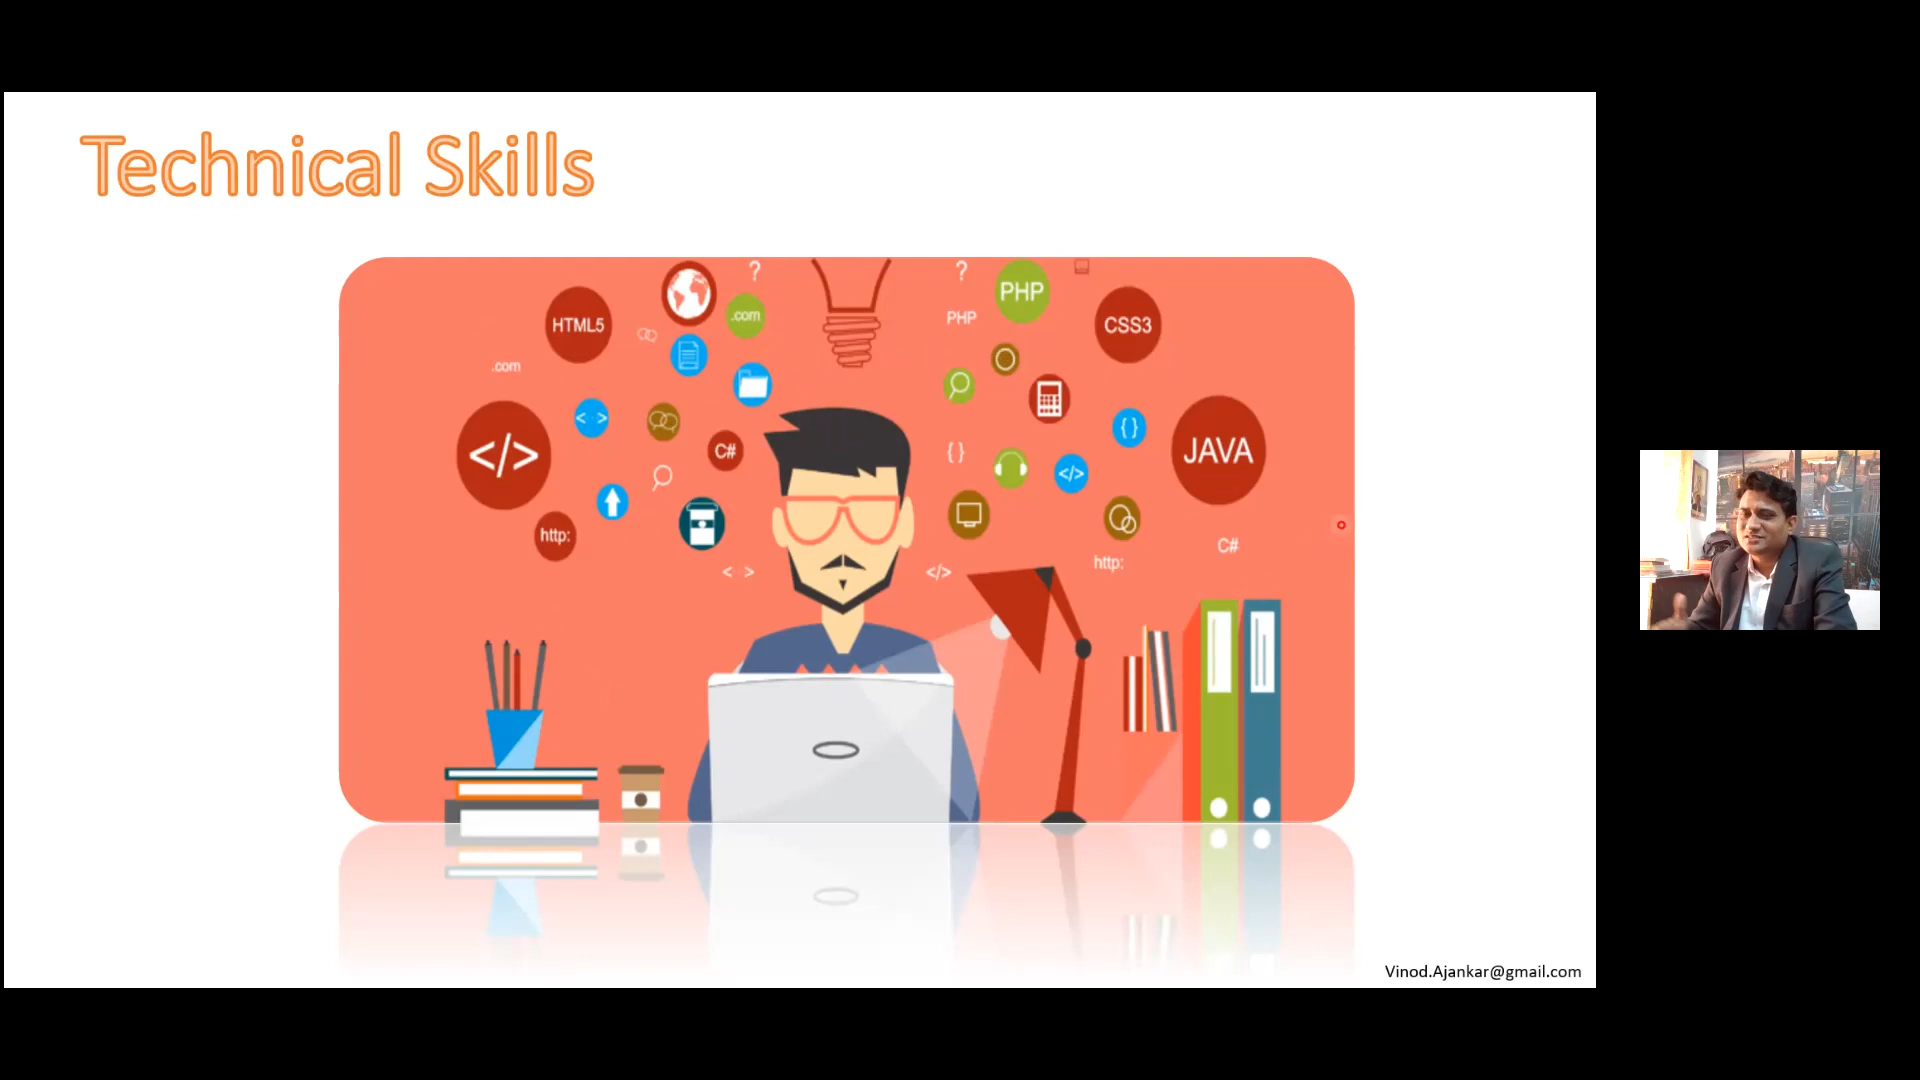 Technical Skills
?
?
PHP
HTML5
.com
PHP
CSS3
.com
< >
{ }
</>
C#
{ }
JAVA
</>
http:
C#
http:
< >
</>
Vinod.Ajankar@gmail.com